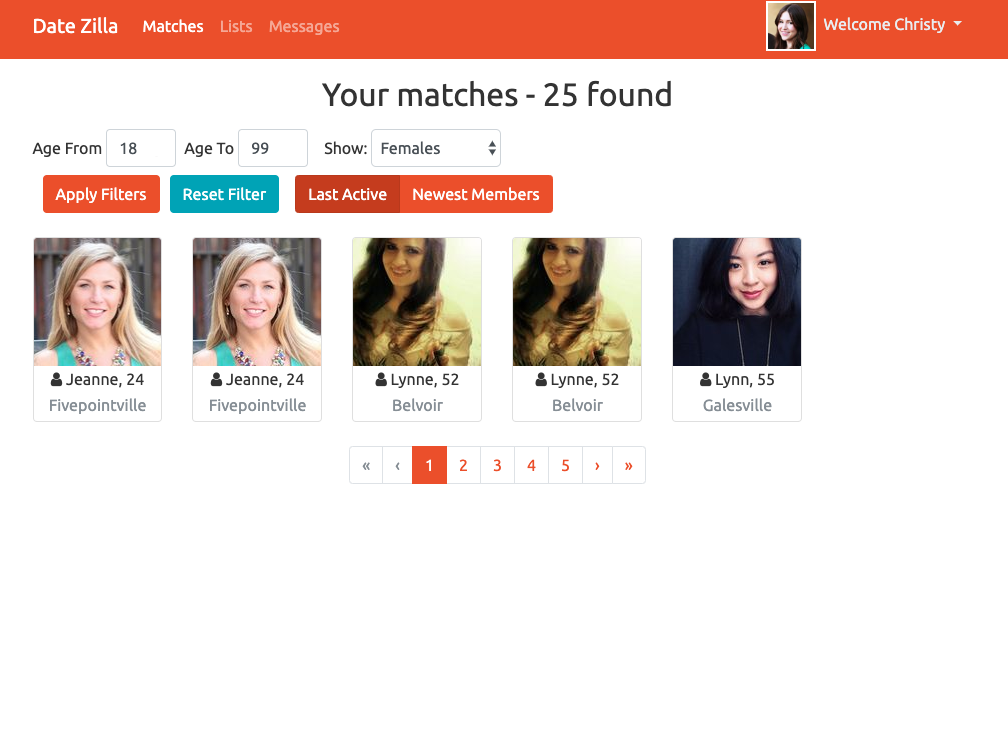 Date Zilla Matches Lists Messages Welcome Christy
Your matches - 25 found
Age From 18 Age To 99 Show: Females
Apply Filters Reset Filter Last Active Newest Members
Jeanne, 24 Jeanne, 24 Lynne, 52 Lynne, 52 Lynn, 55
Fivepointville Fivepointville Belvoir Belvoir Galesville
« ‹ 1 2 3 4 5 › »